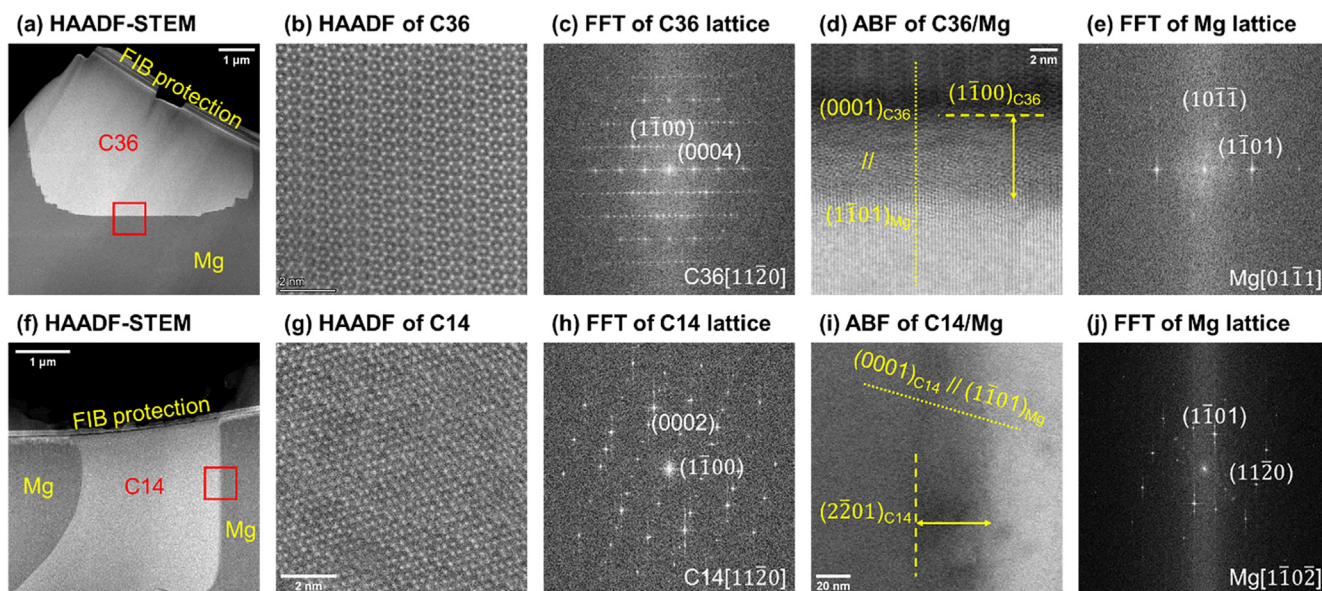 (a) HAADF-STEM
(b) HAADF of C36
(c) FFT of C36 lattice
(d) ABF of C36/Mg
(e) FFT of Mg lattice
1 μm
FIB protection
C36
Mg
2 nm
(11̅00)
(0004)
C36[112̅0]
2 nm
(0001)C36
(11̅00)C36
//
(11̅01)Mg
(101̅1̅)
(11̅01)
Mg[011̅1]
(f) HAADF-STEM
(g) HAADF of C14
(h) FFT of C14 lattice
(i) ABF of C14/Mg
(j) FFT of Mg lattice
1 μm
FIB protection
Mg
C14
Mg
2 nm
(0002)
(11̅00)
C14[112̅0]
(0001)C14 // (11̅01)Mg
(22̅01)C14
20 nm
(11̅01)
(112̅0)
Mg[11̅02̅]